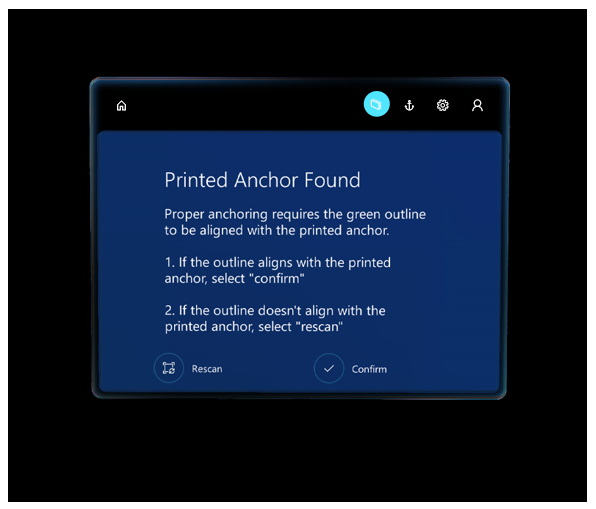 Printed Anchor Found
Proper anchoring requires the green outline
to be aligned with the printed anchor.
1. If the outline aligns with the printed
anchor, select "confirm"
2. If the outline doesn't align with the
printed anchor, select "rescan"
Rescan
Confirm